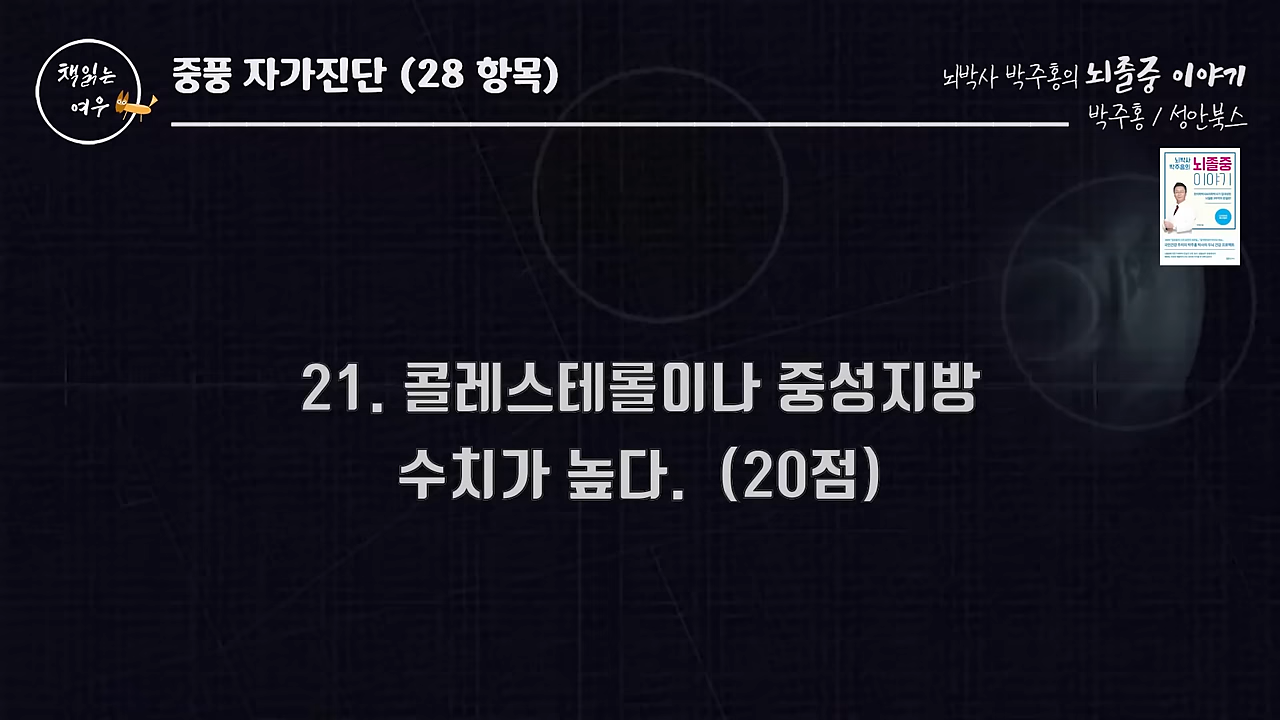 책읽는
여우
중풍 자가진단 (28 항목)
뇌박사 박주홍의 뇌졸중 이야기
박주홍 / 성안북스
뇌박사
박주홍의
뇌졸중
이야기
21. 콜레스테롤이나 중성지방
수치가 높다. (20점)